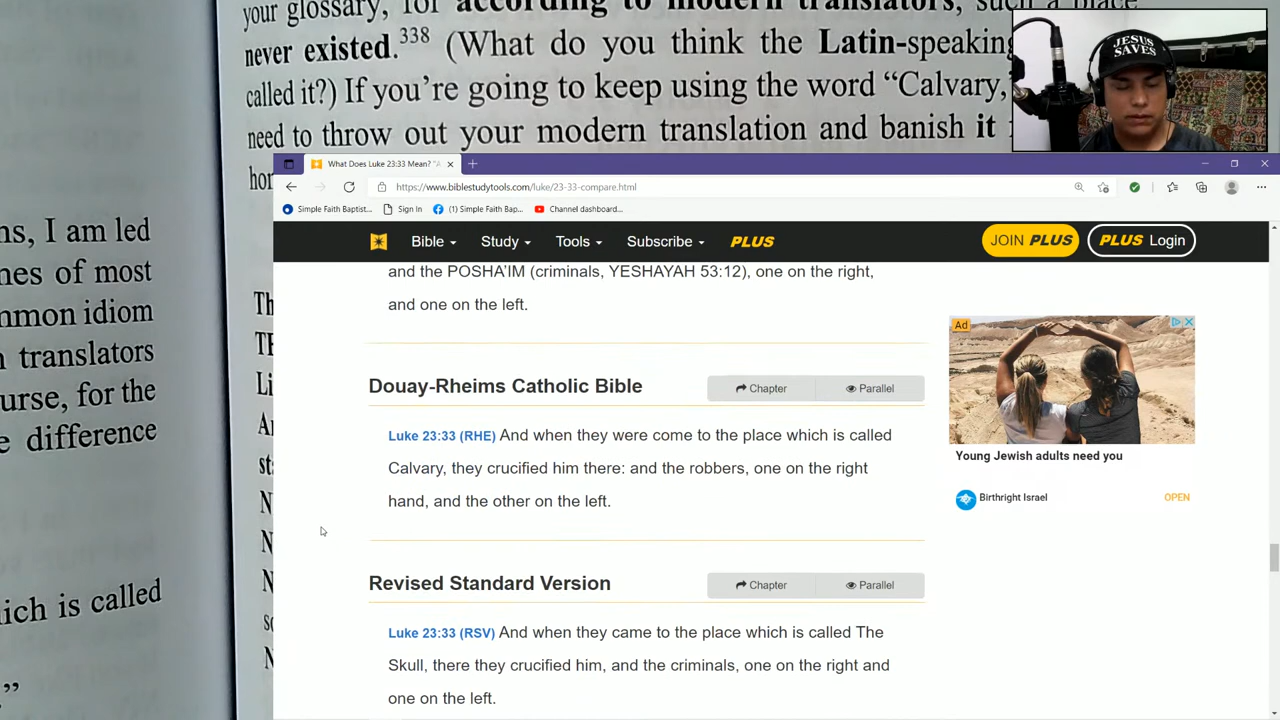 your glossary, for according to modern translators, such a place
never existed.338 (What do you think the Latin-speaking
called it?) If you're going to keep using the word “Calvary,
need to throw out your modern translation and banish it
JESUS
SAVES
ns, I am led
nes of most
mmon idiom
translators
urse, for the
e difference
ich is called
What Does Luke 23:33 Mean? "A
https://www.biblestudytools.com/luke/23-33-compare.html
Simple Faith Baptist...
Sign In
(1) Simple Faith Bap...
Channel dashboard...
Bible
Study
Tools
Subscribe
PLUS
JOIN PLUS
PLUS Login
and the POSHA'IM (criminals, YESHAYAH 53:12), one on the right,
and one on the left.
Douay-Rheims Catholic Bible
Chapter
Parallel
Luke 23:33 (RHE) And when they were come to the place which is called
Calvary, they crucified him there: and the robbers, one on the right
hand, and the other on the left.
Revised Standard Version
Chapter
Parallel
Luke 23:33 (RSV) And when they came to the place which is called The
Skull, there they crucified him, and the criminals, one on the right and
one on the left.
Ad
Young Jewish adults need you
Birthright Israel
OPEN